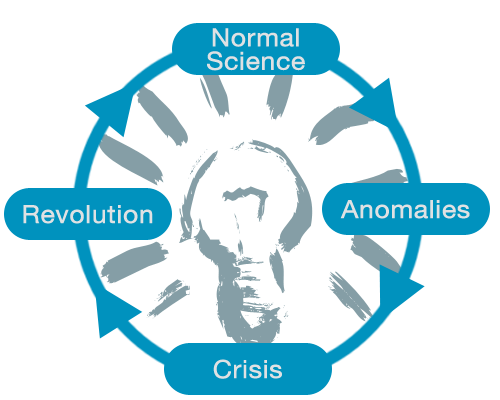 Normal
Science
Revolution
Anomalies
Crisis